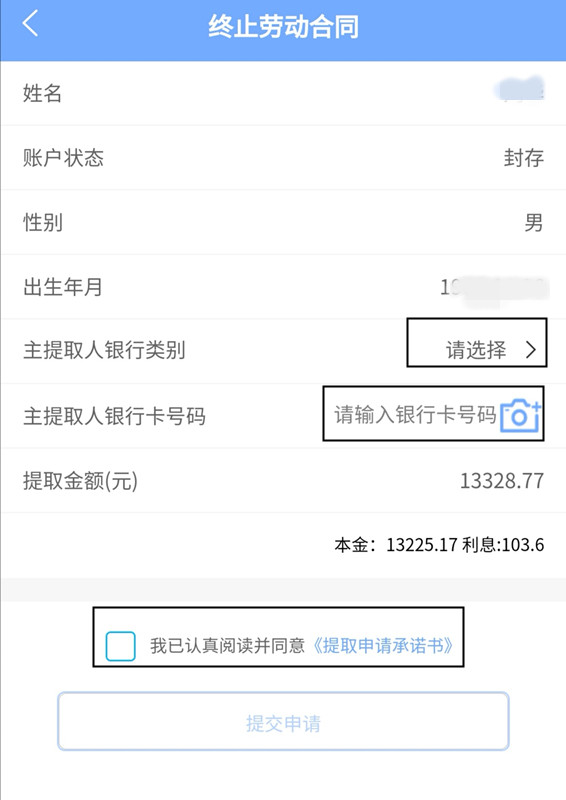 终止劳动合同
姓名
账户状态 封存
性别 男
出生年月
主提取人银行类别 请选择
主提取人银行卡号码 请输入银行卡号码
提取金额(元) 13328.77
本金：13225.17 利息:103.6
我已认真阅读并同意《提取申请承诺书》
提交申请